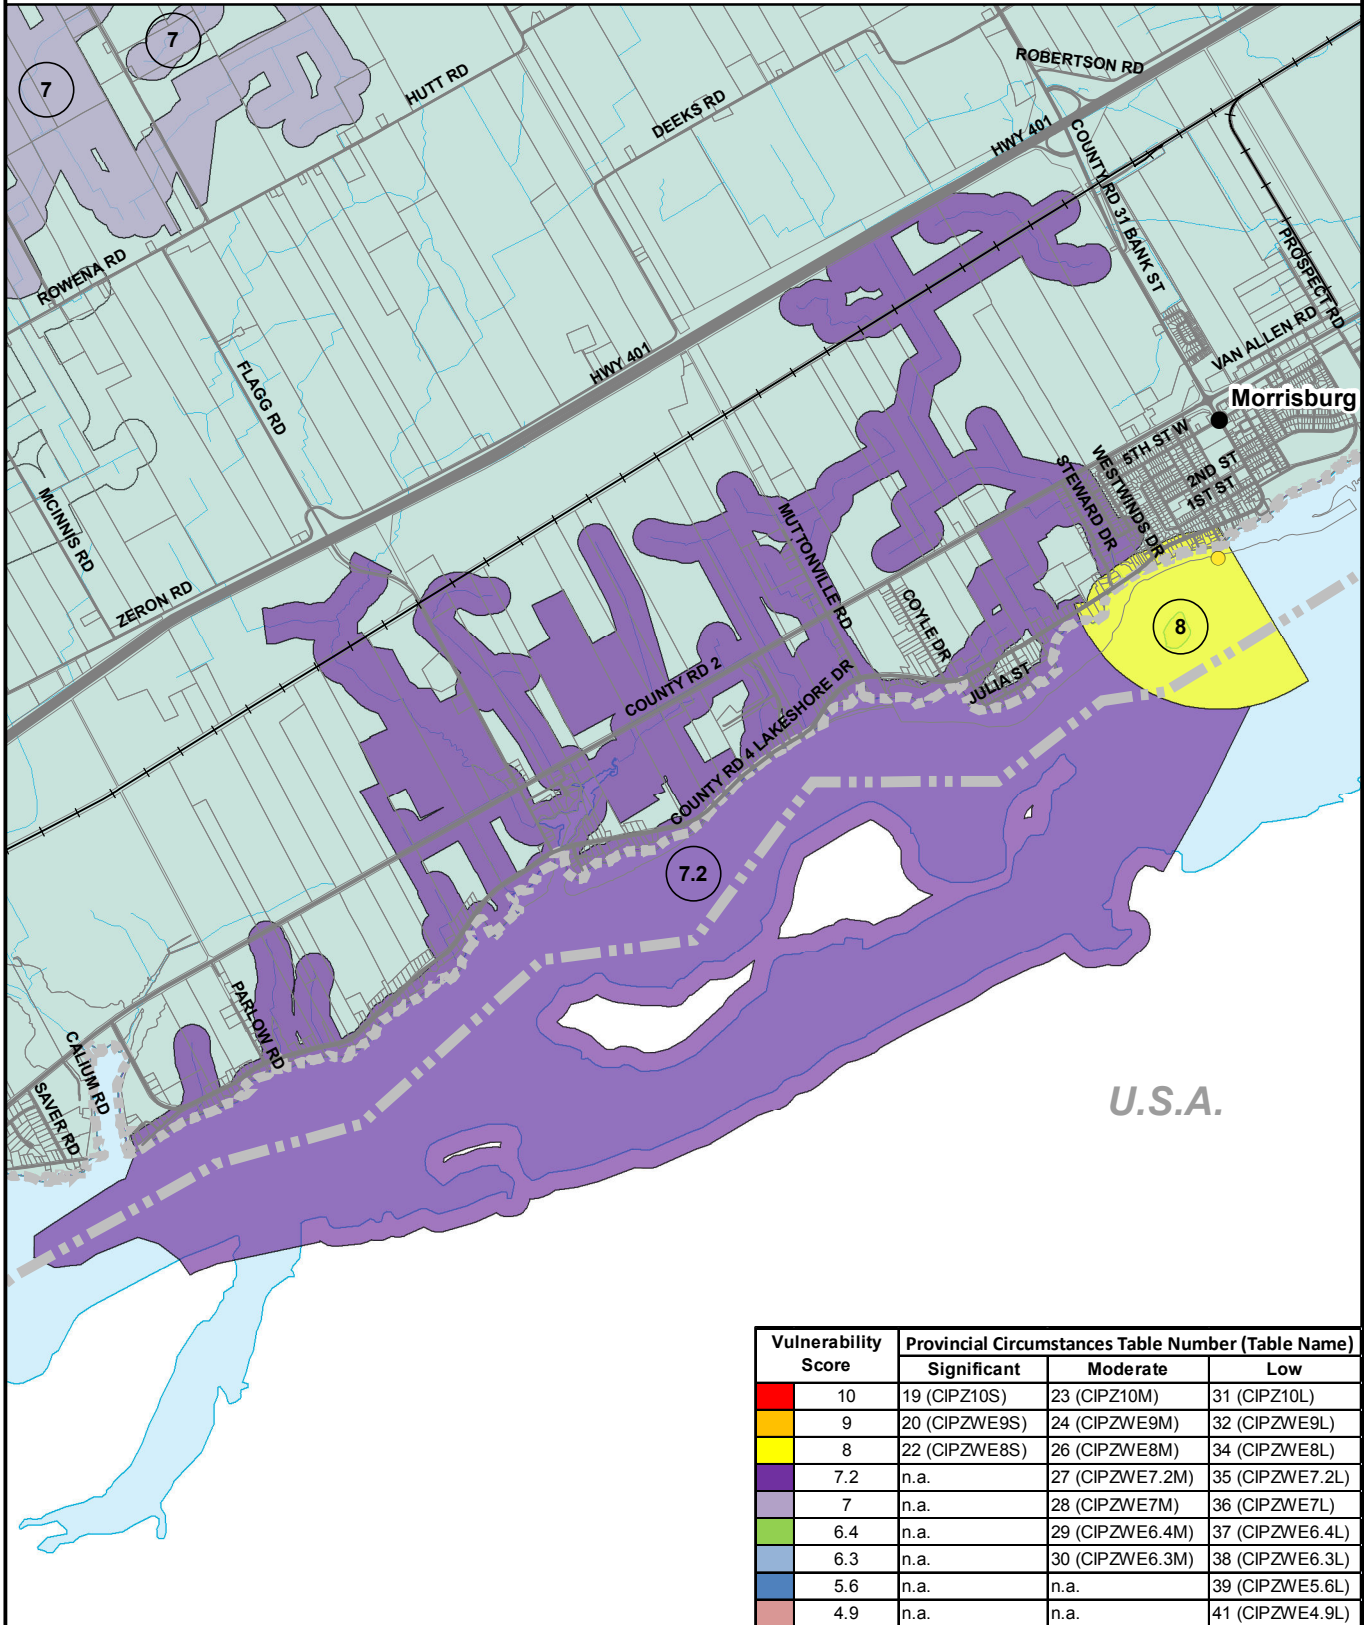 7
7
HUTT RD
DEEKS RD
ROBERTSON RD
HWY 401
COUNTY RD 31 BANK ST
PROSPECT RD
ROWENA RD
FLAGG RD
HWY 401
VAN ALLEN RD
Morrisburg
5TH ST W
2ND ST
1ST ST
WESTWINDS DR
STEWARD DR
MCINNIS RD
ZERON RD
MUTTONVILLE RD
COYLE DR
8
JULIA ST
COUNTY RD 2
COUNTY RD 4 LAKESHORE DR
7.2
PARLOW RD
CALIUM RD
SAVER RD
U.S.A.
Vulnerability Score Provincial Circumstances Table Number (Table Name)
Significant Moderate Low
10 19 (CIPZ10S) 23 (CIPZ10M) 31 (CIPZ10L)
9 20 (CIPZWE9S) 24 (CIPZWE9M) 32 (CIPZWE9L)
8 22 (CIPZWE8S) 26 (CIPZWE8M) 34 (CIPZWE8L)
7.2 n.a. 27 (CIPZWE7.2M) 35 (CIPZWE7.2L)
7 n.a. 28 (CIPZWE7M) 36 (CIPZWE7L)
6.4 n.a. 29 (CIPZWE6.4M) 37 (CIPZWE6.4L)
6.3 n.a. 30 (CIPZWE6.3M) 38 (CIPZWE6.3L)
5.6 n.a. n.a. 39 (CIPZWE5.6L)
4.9 n.a. n.a. 41 (CIPZWE4.9L)